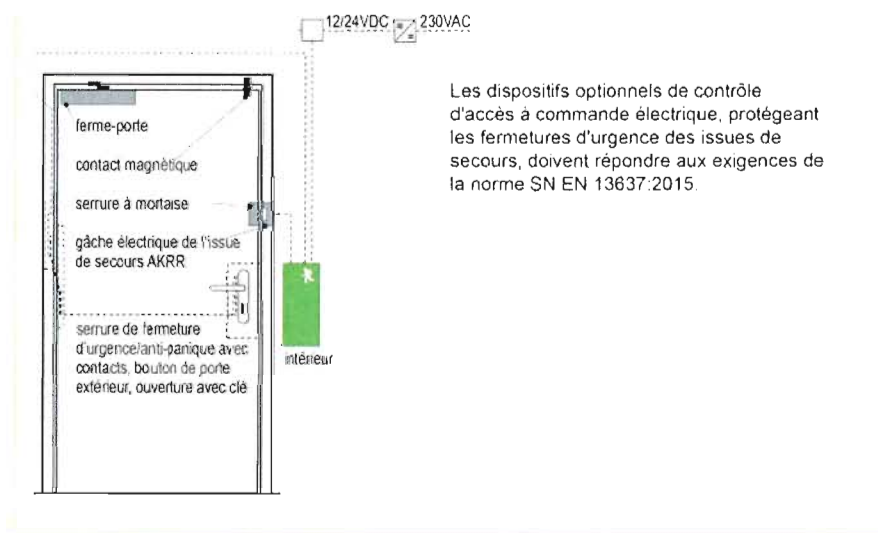 12/24VDC 230VAC
Les dispositifs optionnels de contrôle
d'accès à commande électrique, protégeant
les fermetures d'urgence des issues de
secours, doivent répondre aux exigences de
la norme SN EN 13637:2015.
ferme-porte
contact magnétique
serrure à mortaise
gâche électrique de l'issue
de secours AKRR
serrure de fermeture
d'urgence/anti-panique avec
contacts, bouton de porte
extérieur, ouverture avec clé
intérieur